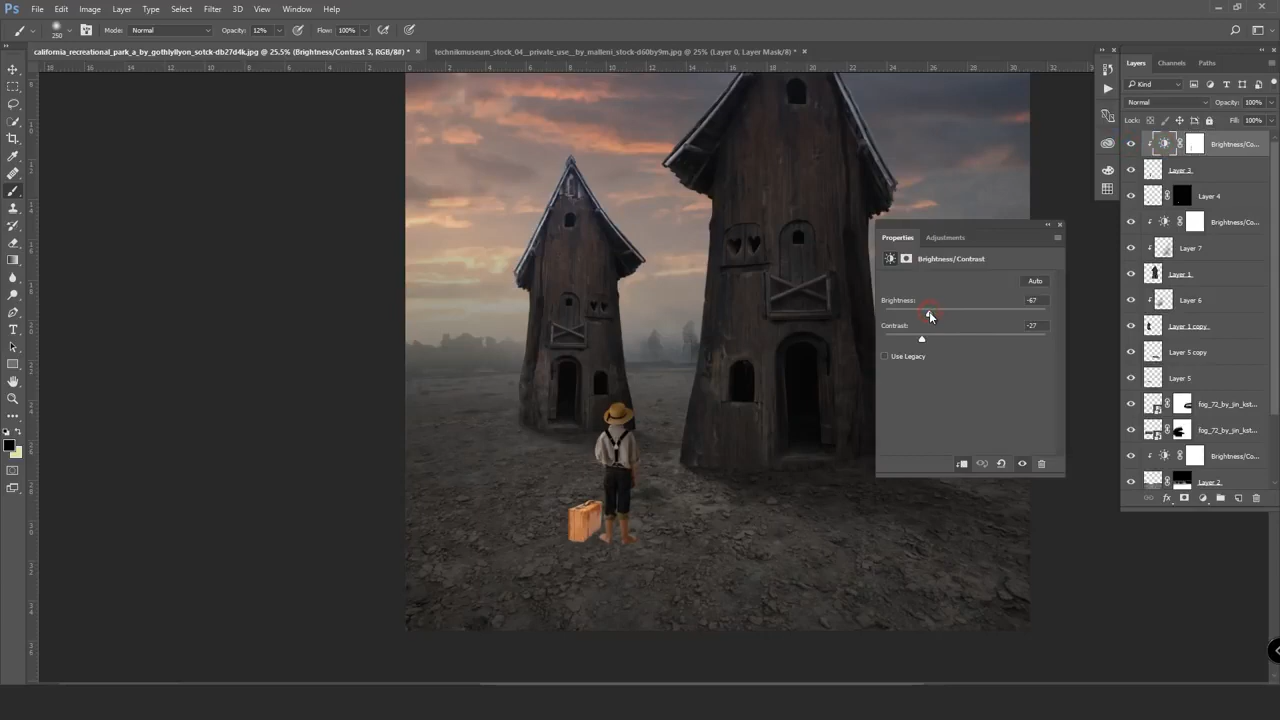 Ps File Edit Image Layer Type Select Filter 3D View Window Help
250 Mode: Normal Opacity: 12% Flow: 100%
california_recreational_park_a_by_gothlyllyon_sotck-db27d4k.jpg @ 25.5% (Brightness/Contrast 3, RGB/8#) * × technikmuseum_stock_04__private_use__by_malleni_stock-d60by9m.jpg @ 25% (Layer 0, Layer Mask/8) * ×
Layers Channels Paths
Kind
Normal Opacity: 100%
Lock: Fill: 100%
Brightness/Co...
Layer 3
Layer 4
Brightness/Co...
Layer 7
Layer 1
Layer 6
Layer 1 copy
Layer 5 copy
Layer 5
fog_72_by_jin_kst...
fog_72_by_jin_kst...
Brightness/Co...
Layer 2
fx
Properties Adjustments
Brightness/Contrast
Auto
Brightness: -67
Contrast: -27
Use Legacy